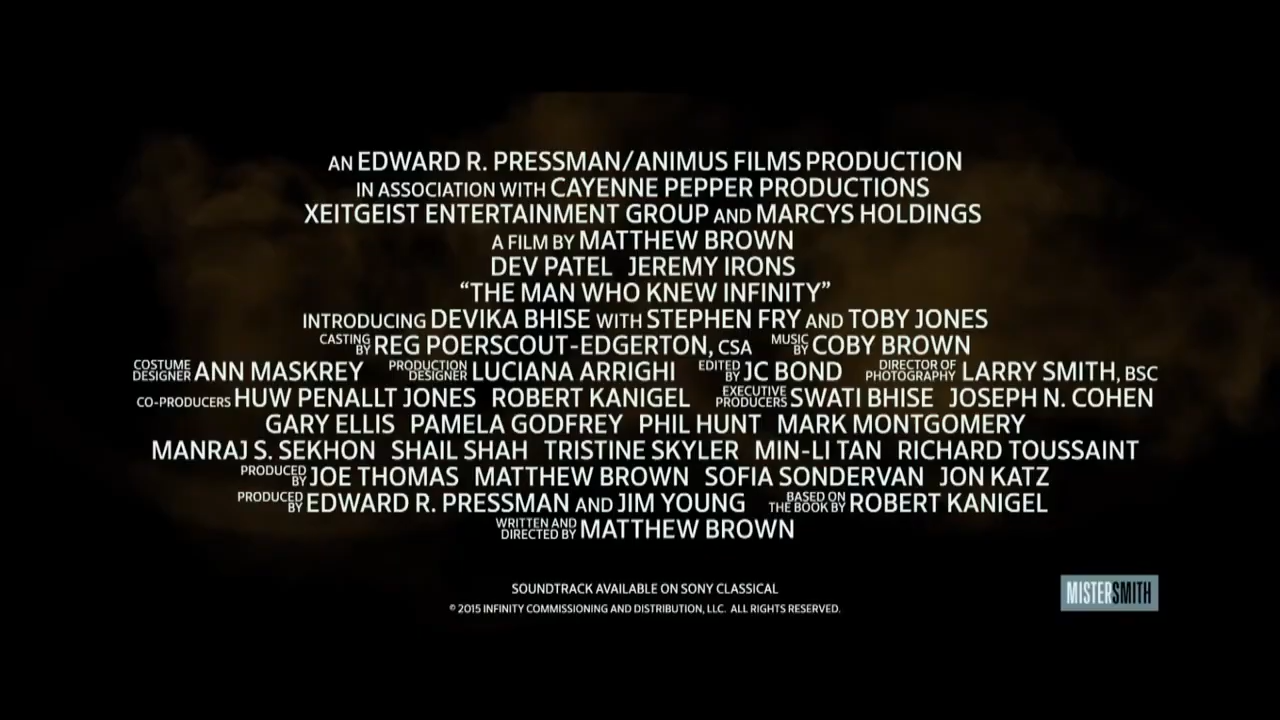 AN EDWARD R. PRESSMAN/ANIMUS FILMS PRODUCTION
IN ASSOCIATION WITH CAYENNE PEPPER PRODUCTIONS
XEITGEIST ENTERTAINMENT GROUP AND MARCYS HOLDINGS
A FILM BY MATTHEW BROWN
DEV PATEL JEREMY IRONS
“THE MAN WHO KNEW INFINITY”
INTRODUCING DEVIKA BHISE WITH STEPHEN FRY AND TOBY JONES
CASTING BY REG POERSCOUT-EDGERTON, CSA MUSIC BY COBY BROWN
COSTUME DESIGNER ANN MASKREY PRODUCTION DESIGNER LUCIANA ARRIGHI EDITED BY JC BOND DIRECTOR OF PHOTOGRAPHY LARRY SMITH, BSC
CO-PRODUCERS HUW PENALLT JONES ROBERT KANIGEL EXECUTIVE PRODUCERS SWATI BHISE JOSEPH N. COHEN
GARY ELLIS PAMELA GODFREY PHIL HUNT MARK MONTGOMERY
MANRAJ S. SEKHON SHAIL SHAH TRISTINE SKYLER MIN-LI TAN RICHARD TOUSSAINT
PRODUCED BY JOE THOMAS MATTHEW BROWN SOFIA SONDERVAN JON KATZ
PRODUCED BY EDWARD R. PRESSMAN AND JIM YOUNG BASED ON THE BOOK BY ROBERT KANIGEL
WRITTEN AND DIRECTED BY MATTHEW BROWN
SOUNDTRACK AVAILABLE ON SONY CLASSICAL
MISTERSMITH
© 2015 INFINITY COMMISSIONING AND DISTRIBUTION, LLC. ALL RIGHTS RESERVED.